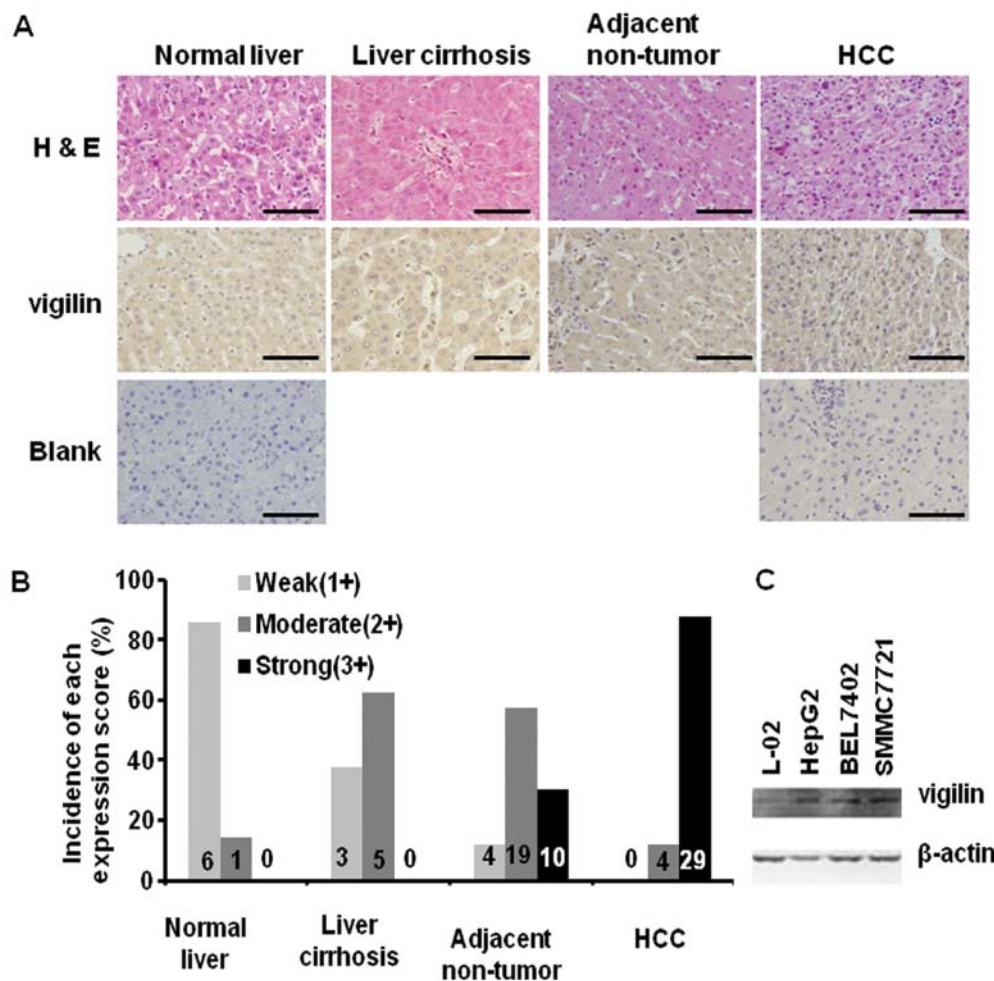 A
Normal liver
Liver cirrhosis
Adjacent
non-tumor
HCC
H & E
vigilin
Blank
B
Incidence of each
expression score (%)
100
80
60
40
20
0
Weak(1+)
Moderate(2+)
Strong(3+)
6 1 0
3 5 0
4 19 10
0 4 29
Normal
liver
Liver
cirrhosis
Adjacent
non-tumor
HCC
C
L-02
HepG2
BEL7402
SMMC7721
vigilin
β-actin